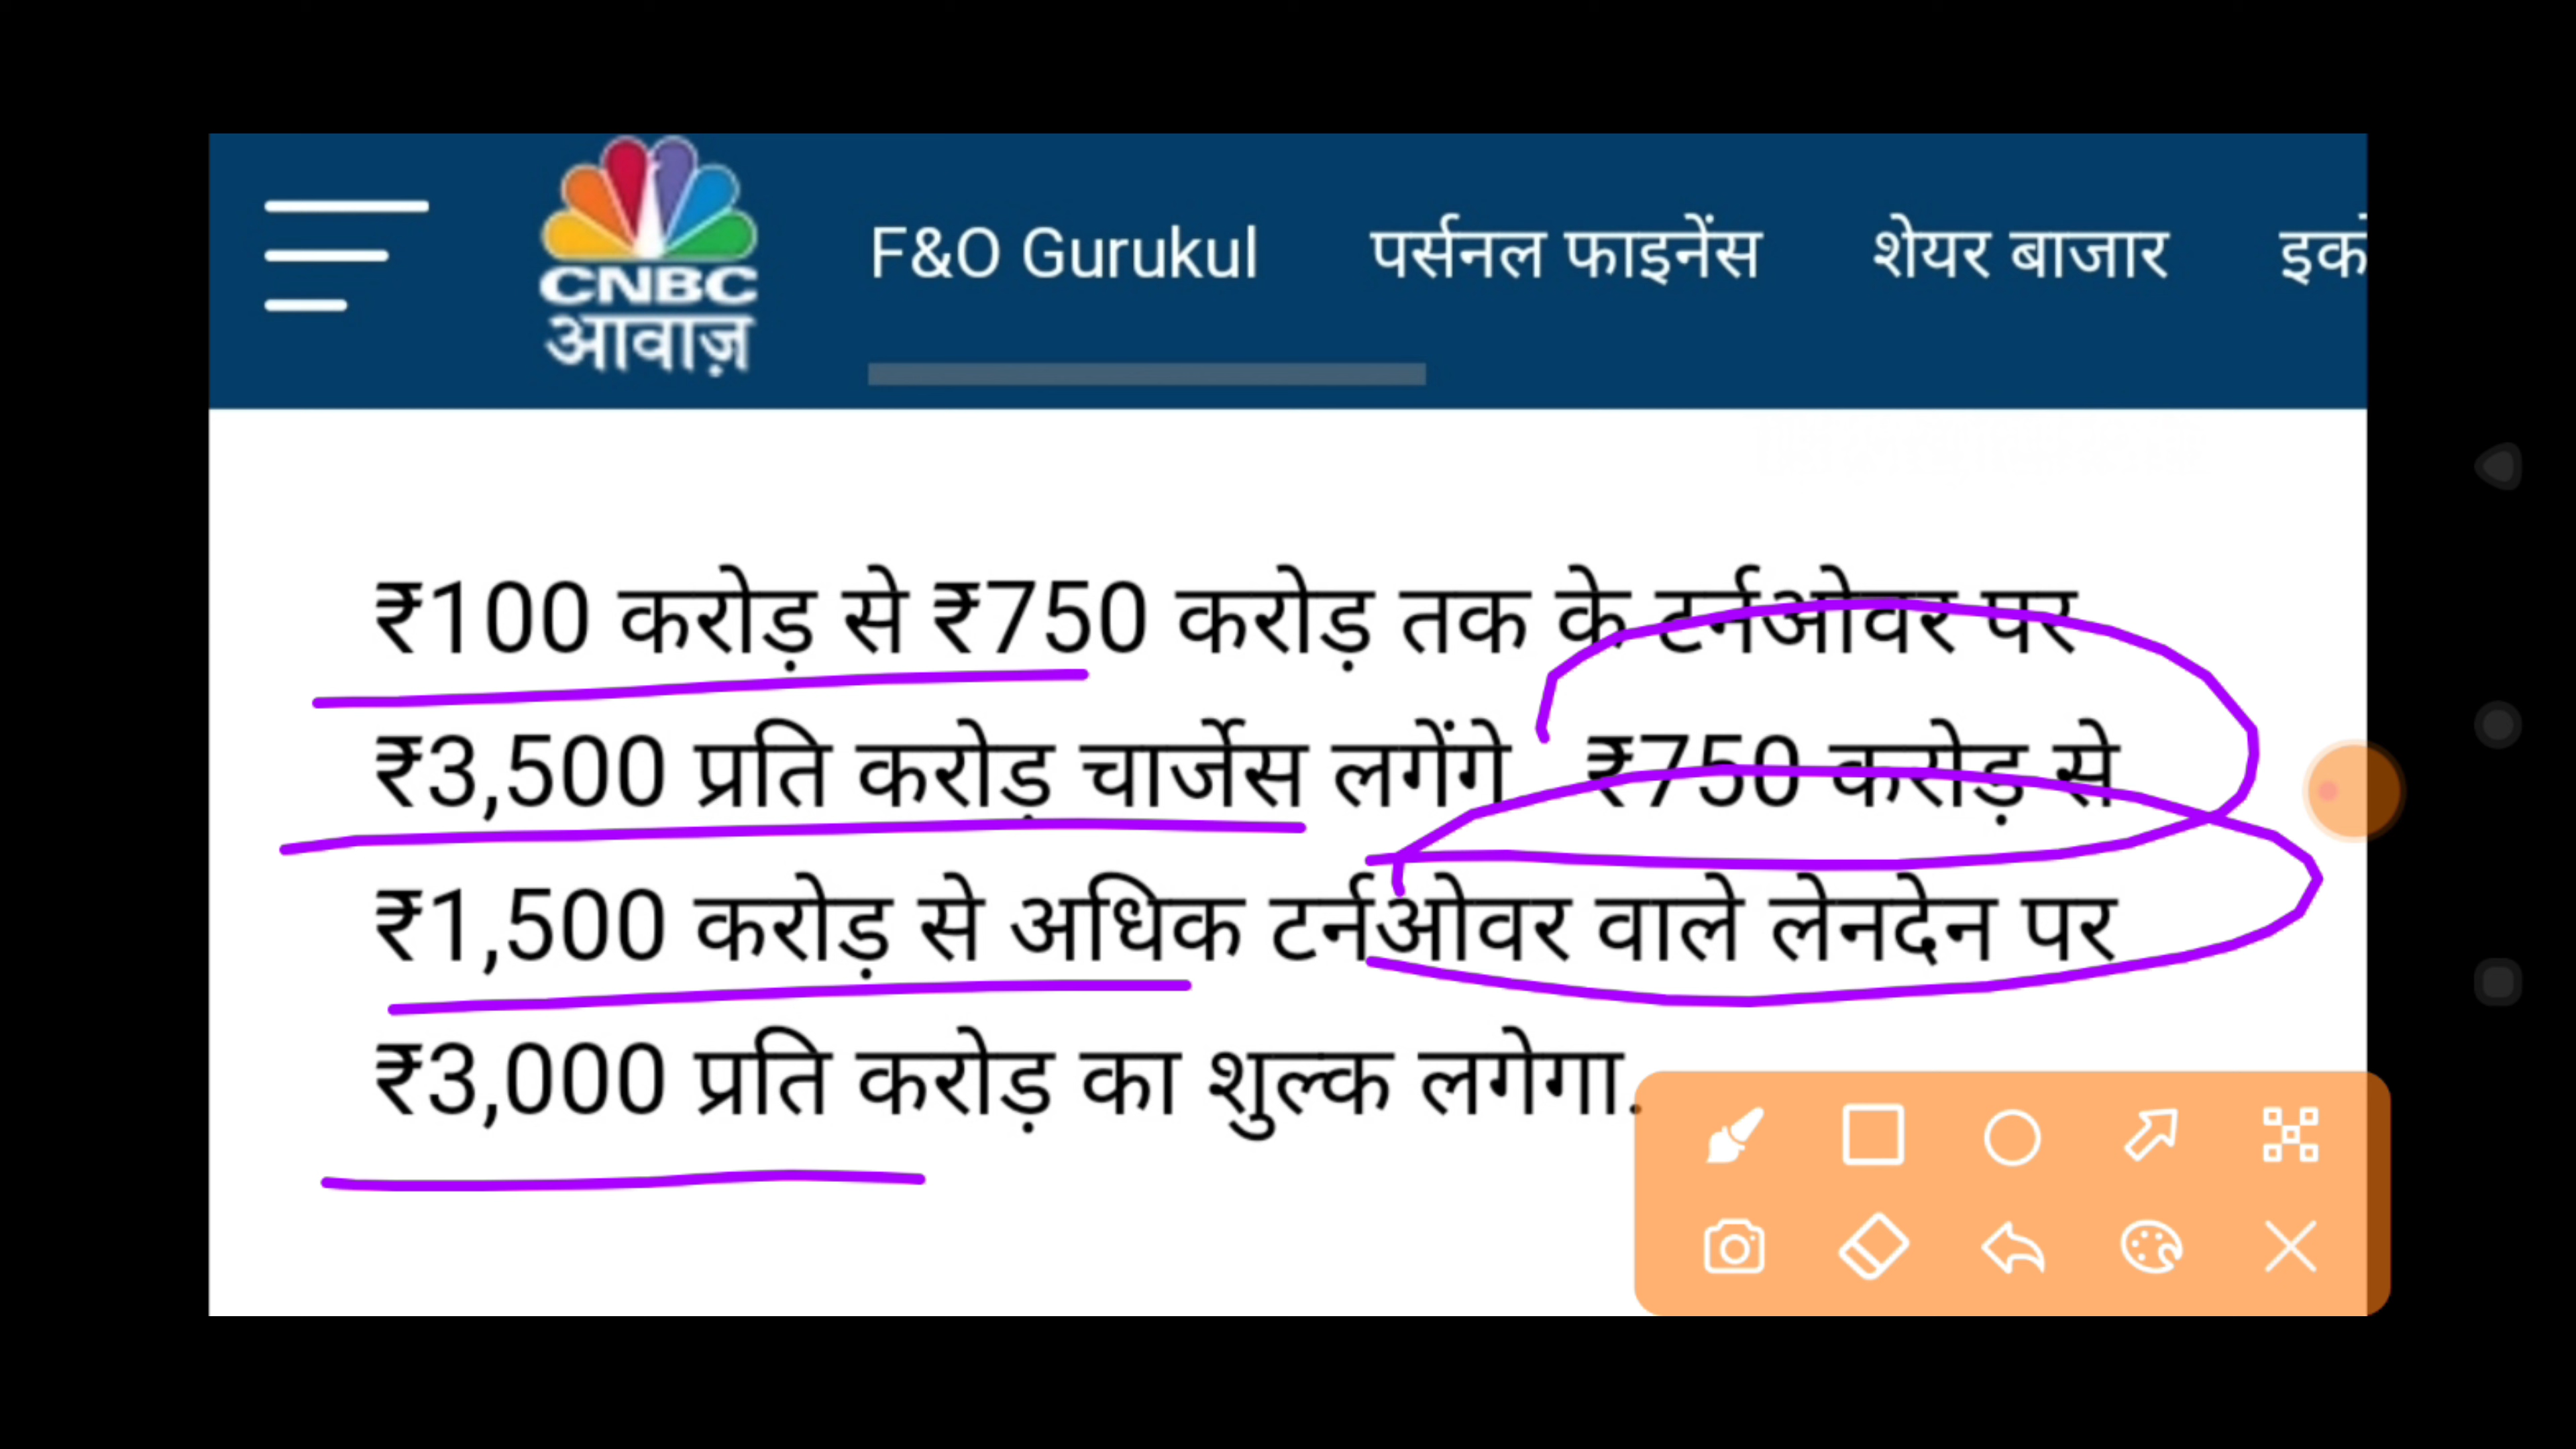 CNBC
आवाज़
F&O Gurukul पर्सनल फाइनेंस शेयर बाजार
₹100 करोड़ से ₹750 करोड़ तक के टर्नओवर पर
₹3,500 प्रति करोड़ चार्जेस लगेंगे ₹750 करोड़ से
₹1,500 करोड़ से अधिक टर्नओवर वाले लेनदेन पर
₹3,000 प्रति करोड़ का शुल्क लगेगा.